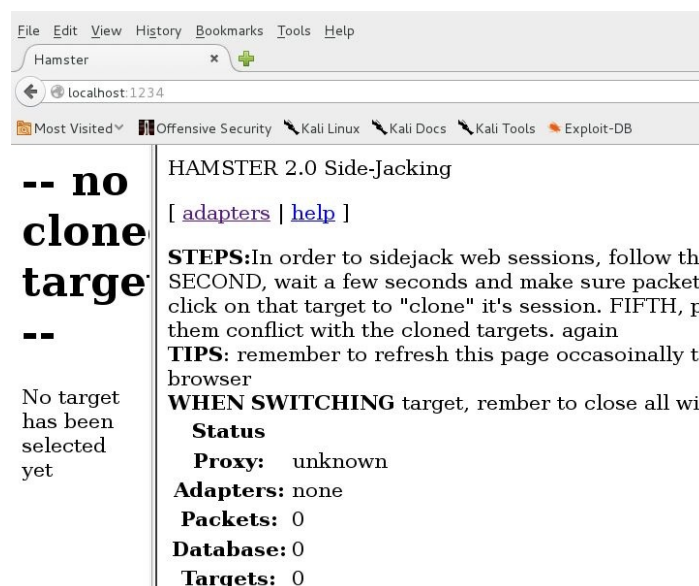 File Edit View History Bookmarks Tools Help
Hamster
localhost:1234
Most Visited Offensive Security Kali Linux Kali Docs Kali Tools Exploit-DB
-- no
clone
targe
--
No target
has been
selected
yet
HAMSTER 2.0 Side-Jacking
[ adapters | help ]
STEPS:In order to sidejack web sessions, follow th
SECOND, wait a few seconds and make sure packet
click on that target to "clone" it's session. FIFTH, p
them conflict with the cloned targets. again
TIPS: remember to refresh this page occasoinally t
browser
WHEN SWITCHING target, rember to close all wi
Status
Proxy: unknown
Adapters: none
Packets: 0
Database: 0
Targets: 0